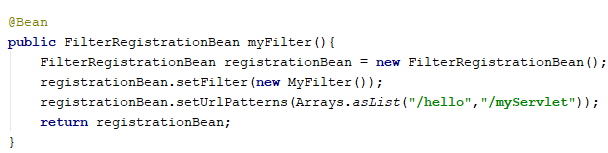 @Bean
public FilterRegistrationBean myFilter(){
    FilterRegistrationBean registrationBean = new FilterRegistrationBean();
    registrationBean.setFilter(new MyFilter());
    registrationBean.setUrlPatterns(Arrays.asList("/hello","/myServlet"));
    return registrationBean;
}